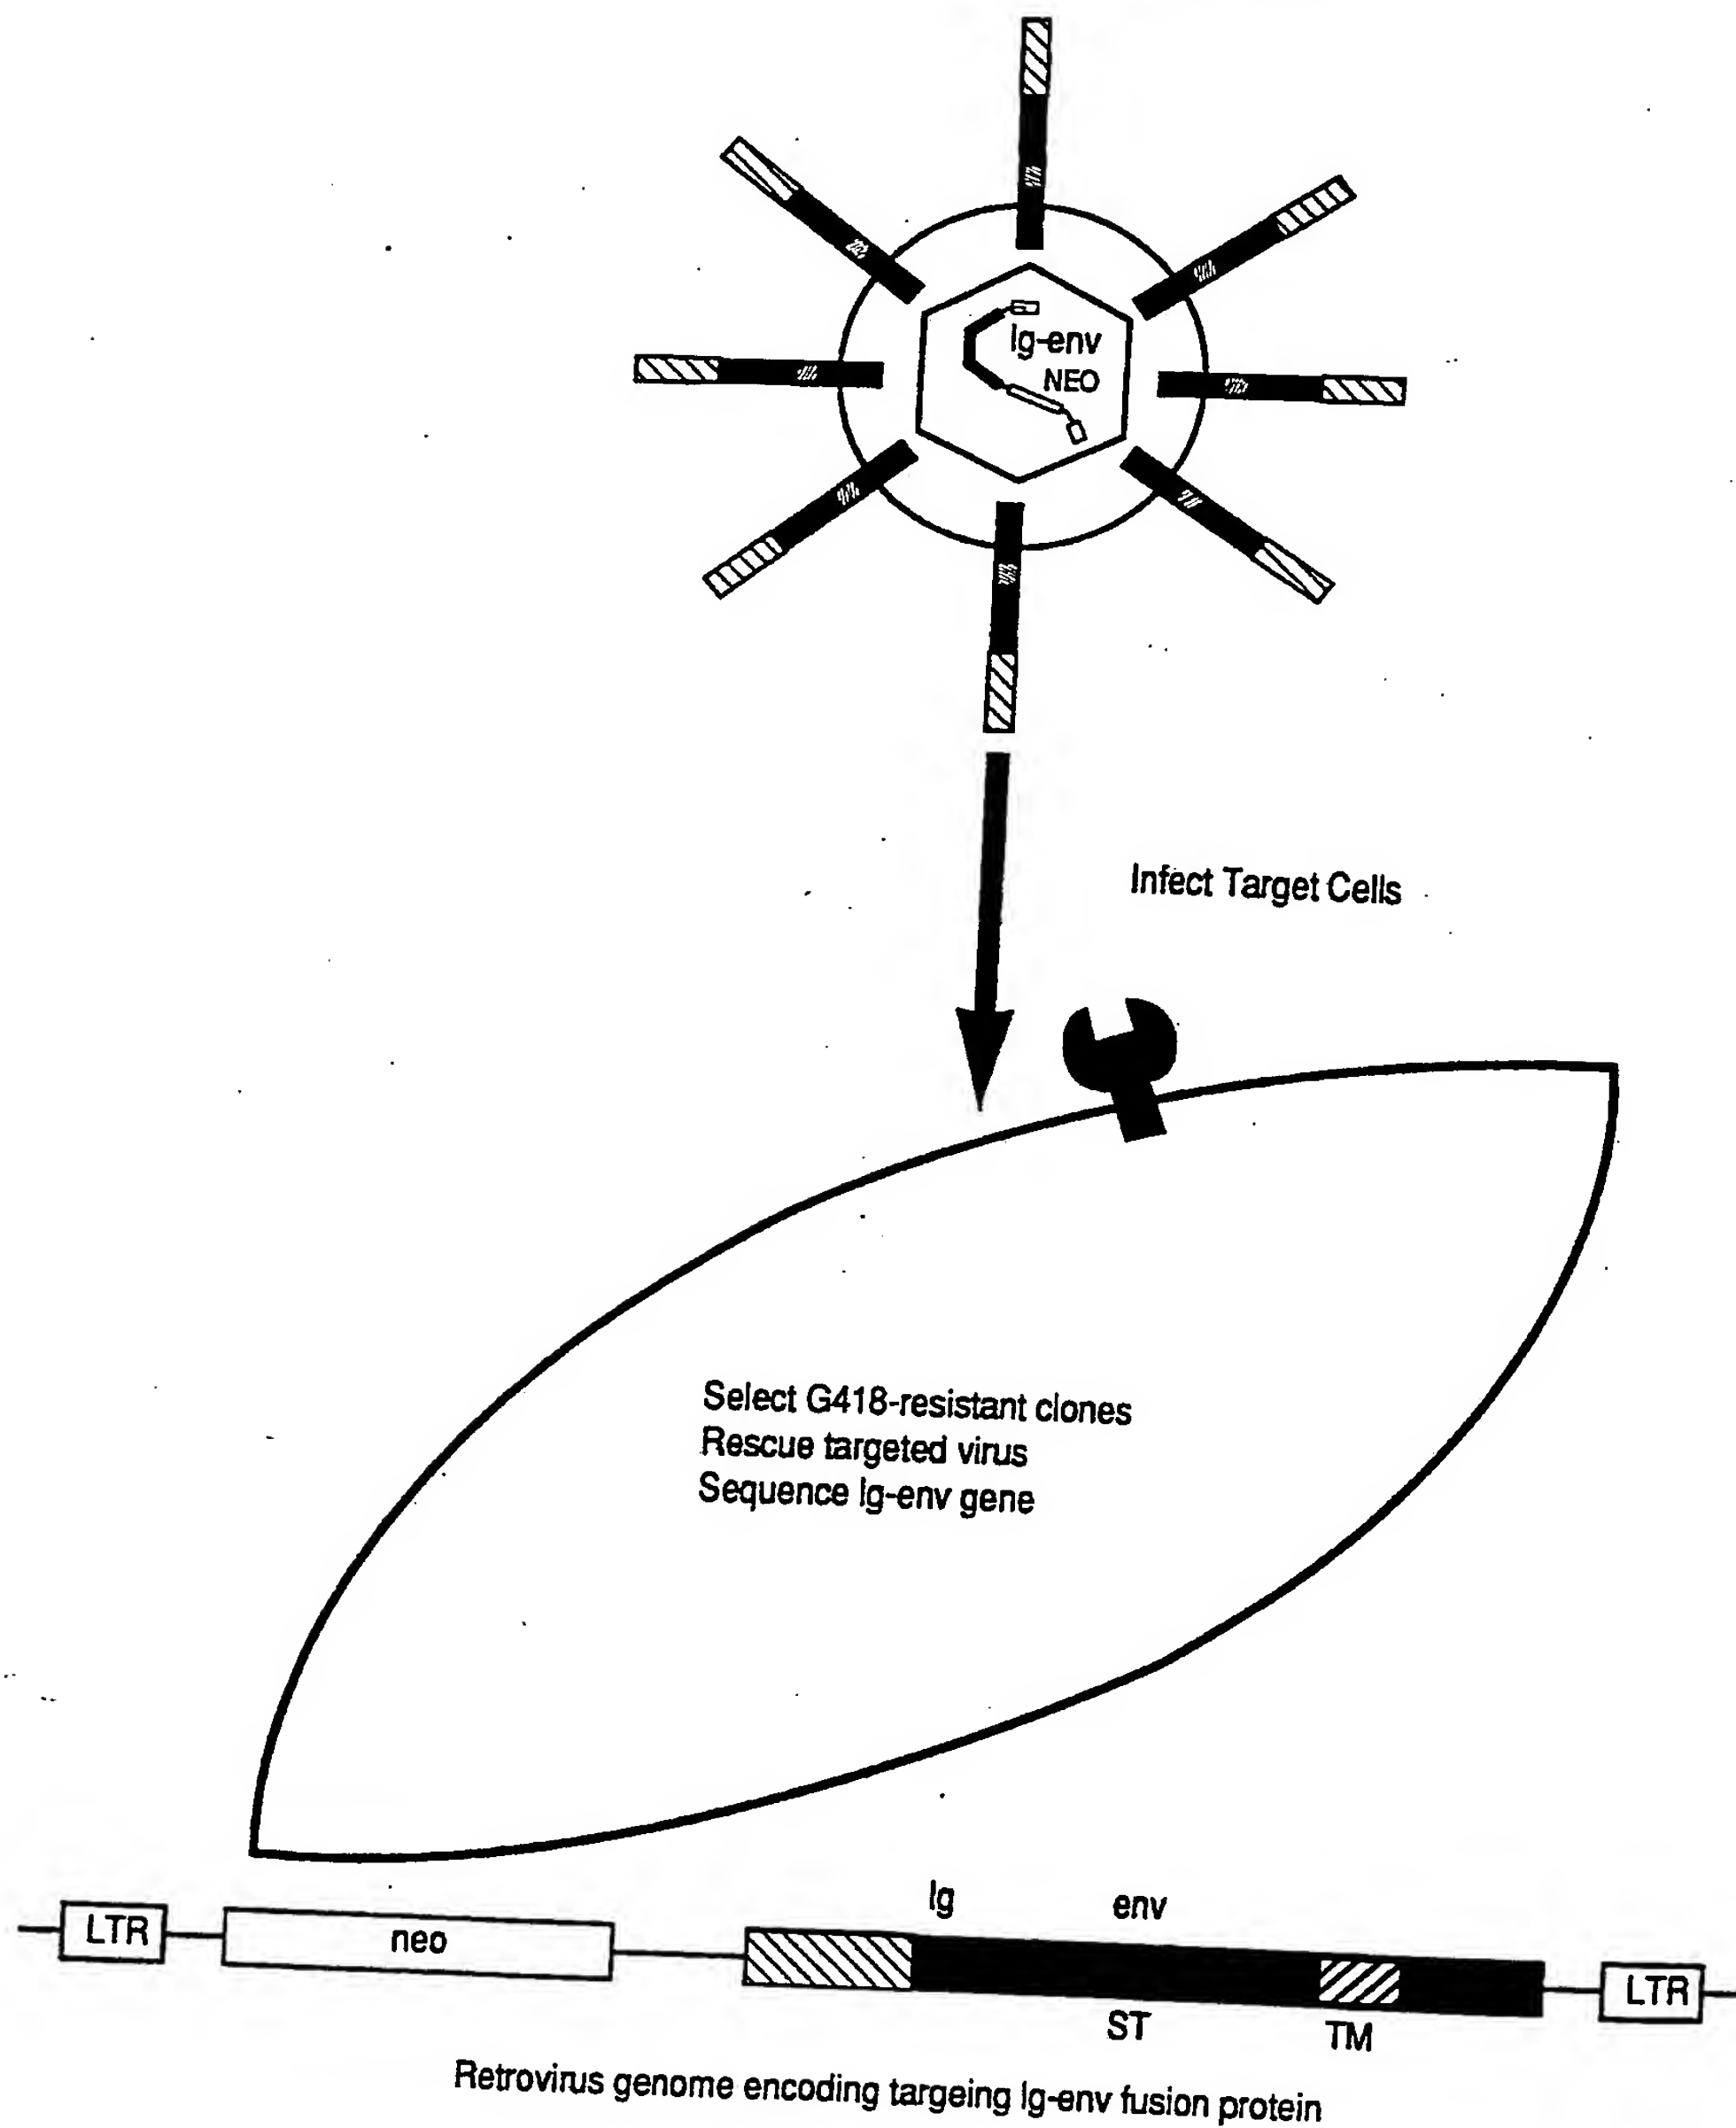 Ig-env
NEO
Infect Target Cells
Select G418-resistant clones
Rescue targeted virus
Sequence Ig-env gene
Ig env
LTR neo LTR
ST TM
Retrovirus genome encoding targeing Ig-env fusion protein